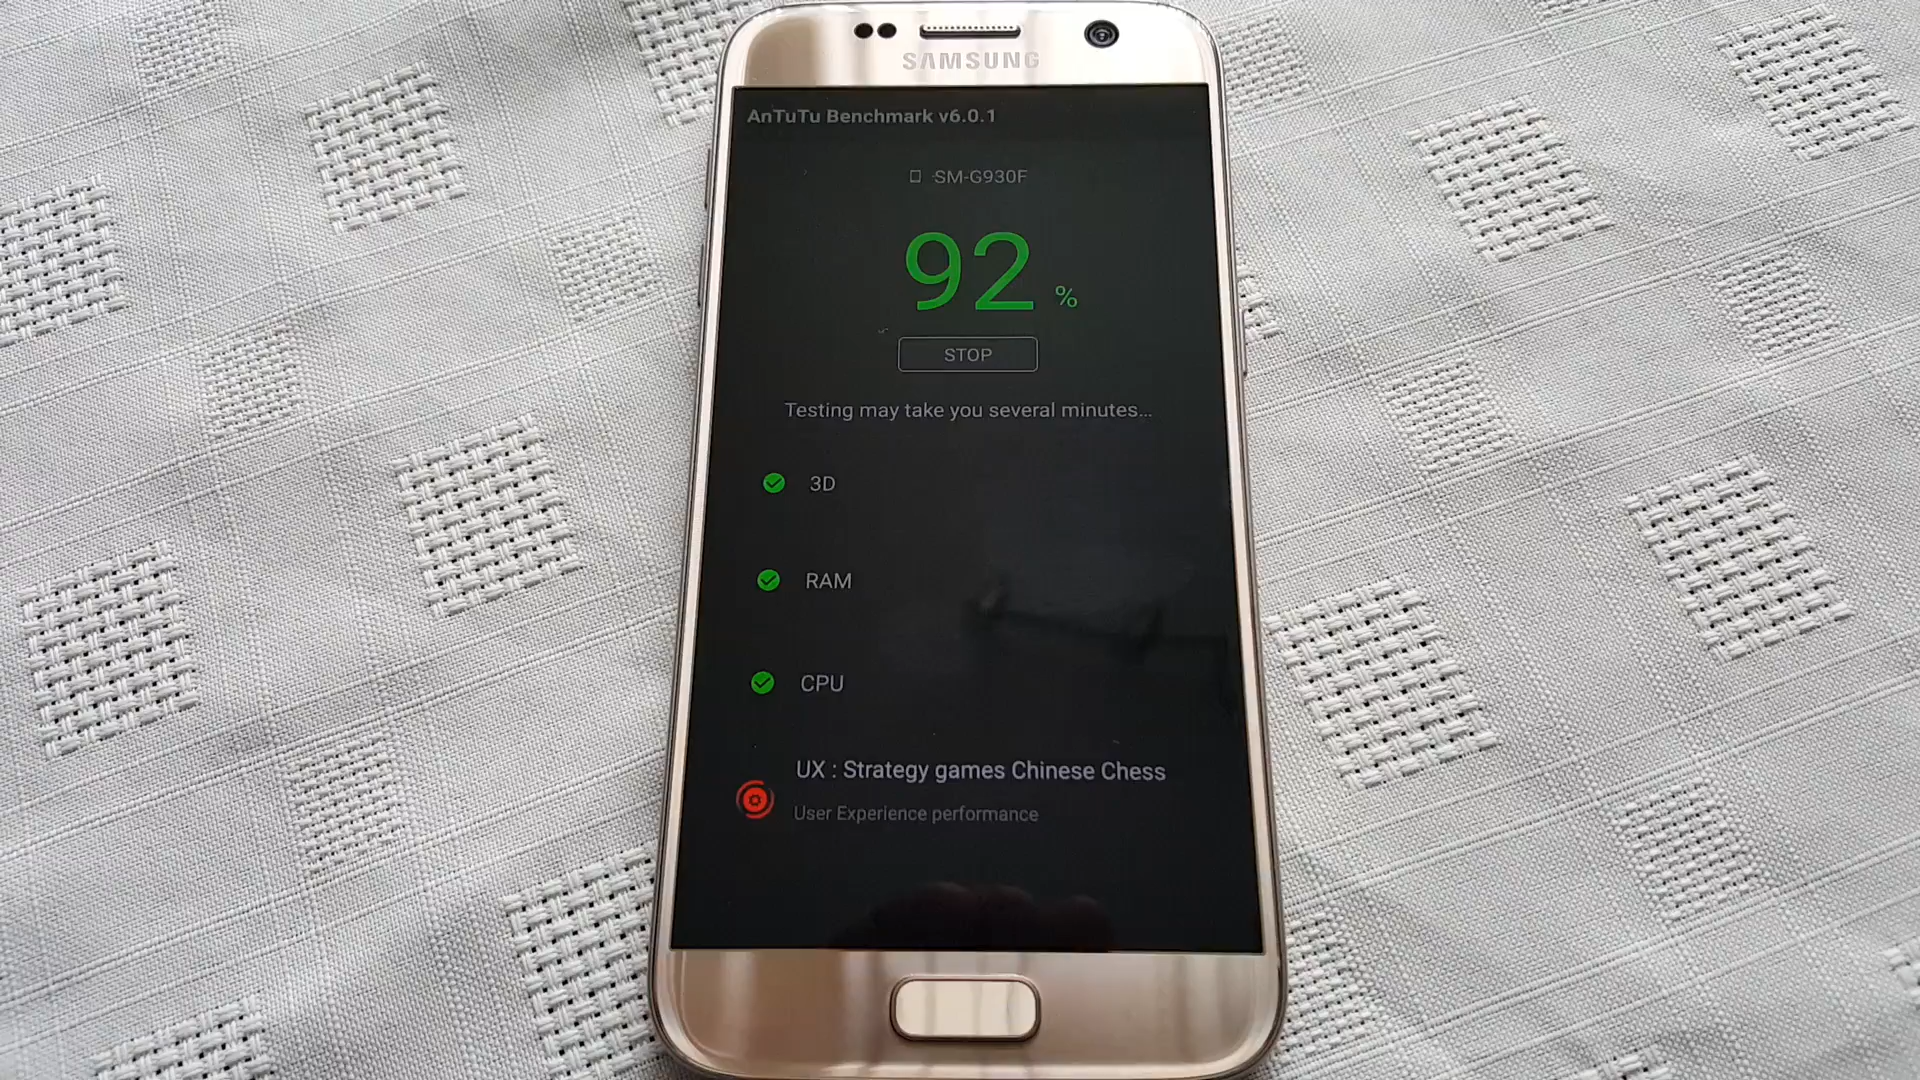 SAMSUNG
AnTuTu Benchmark v6.0.1
SM-G930F
92 %
STOP
Testing may take you several minutes...
3D
RAM
CPU
UX : Strategy games Chinese Chess
User Experience performance